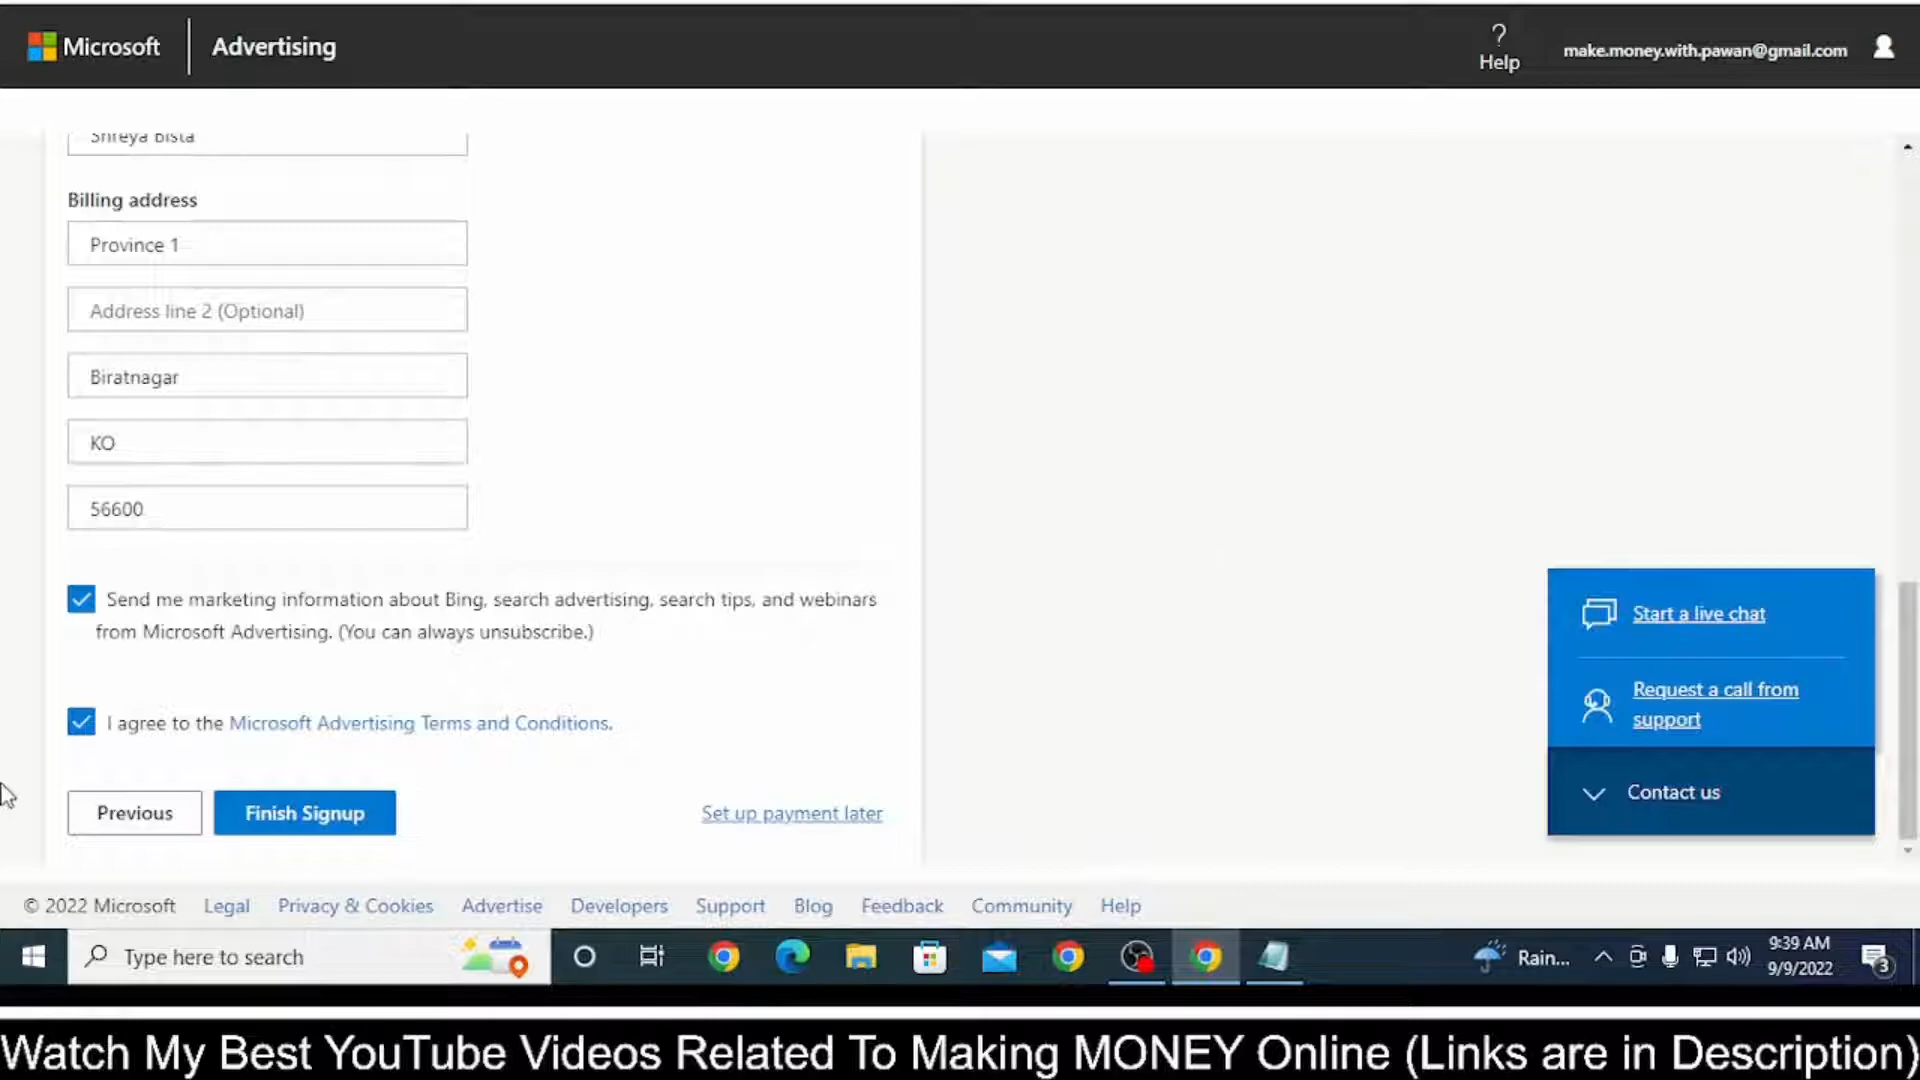 Microsoft
Advertising
?
Help
make.money.with.pawan@gmail.com
Shreya Bista
Billing address
Province 1
Address line 2 (Optional)
Biratnagar
KO
56600
Send me marketing information about Bing, search advertising, search tips, and webinars
from Microsoft Advertising. (You can always unsubscribe.)
I agree to the Microsoft Advertising Terms and Conditions.
Previous
Finish Signup
Set up payment later
Start a live chat
Request a call from
support
Contact us
© 2022 Microsoft Legal Privacy & Cookies Advertise Developers Support Blog Feedback Community Help
Type here to search
Rain...
9:39 AM
9/9/2022
3
Watch My Best YouTube Videos Related To Making MONEY Online (Links are in Description)